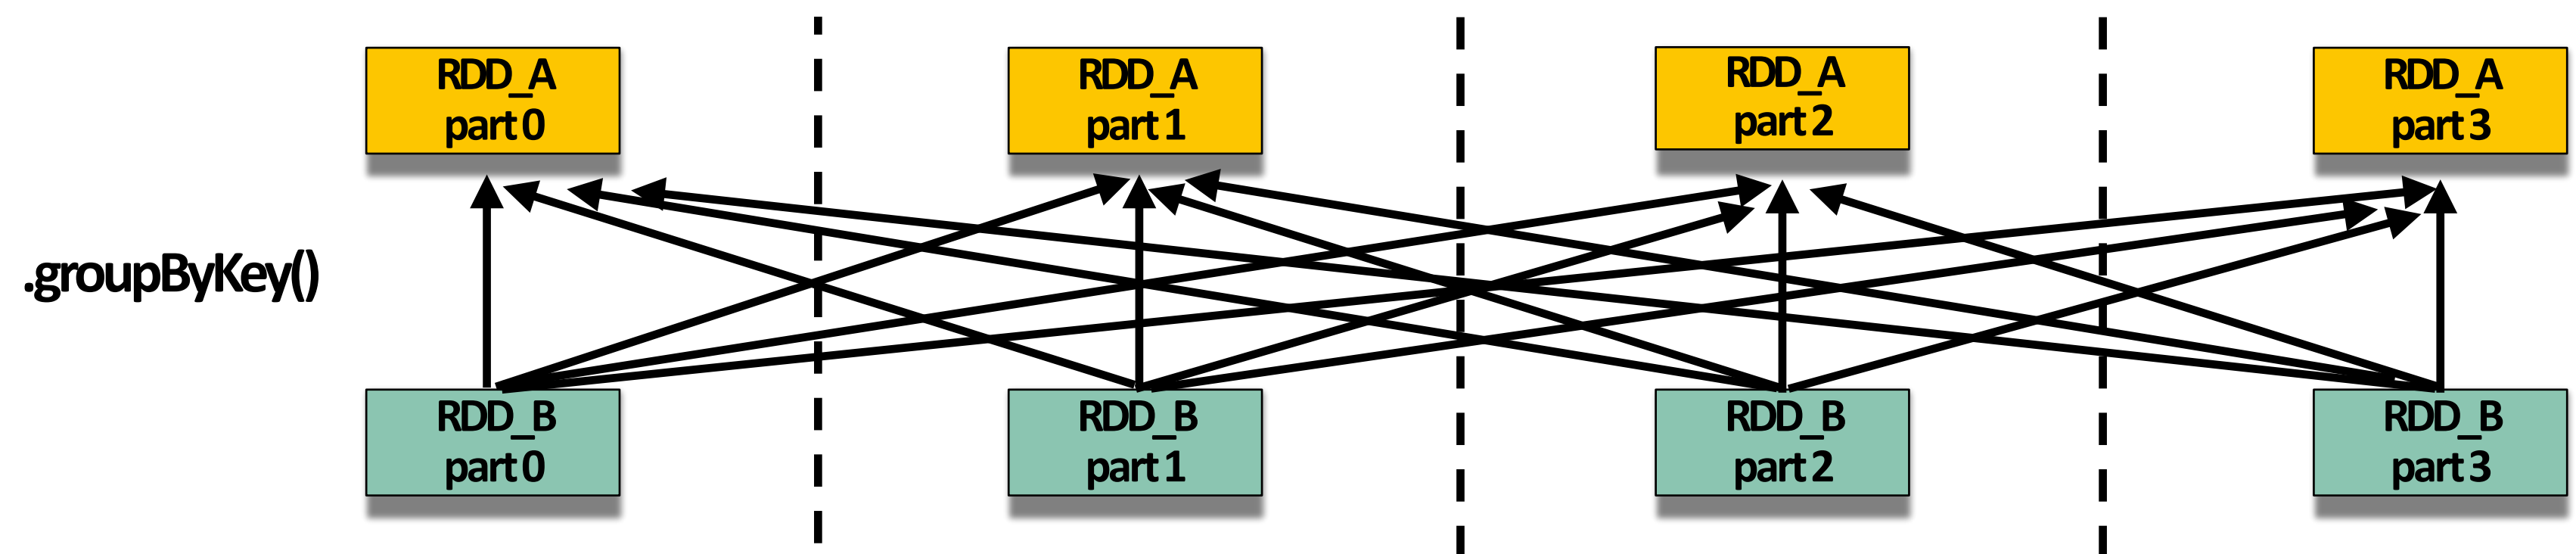 RDD_A
part 0
RDD_A
part 1
RDD_A
part 2
RDD_A
part 3
.groupByKey()
RDD_B
part 0
RDD_B
part 1
RDD_B
part 2
RDD_B
part 3